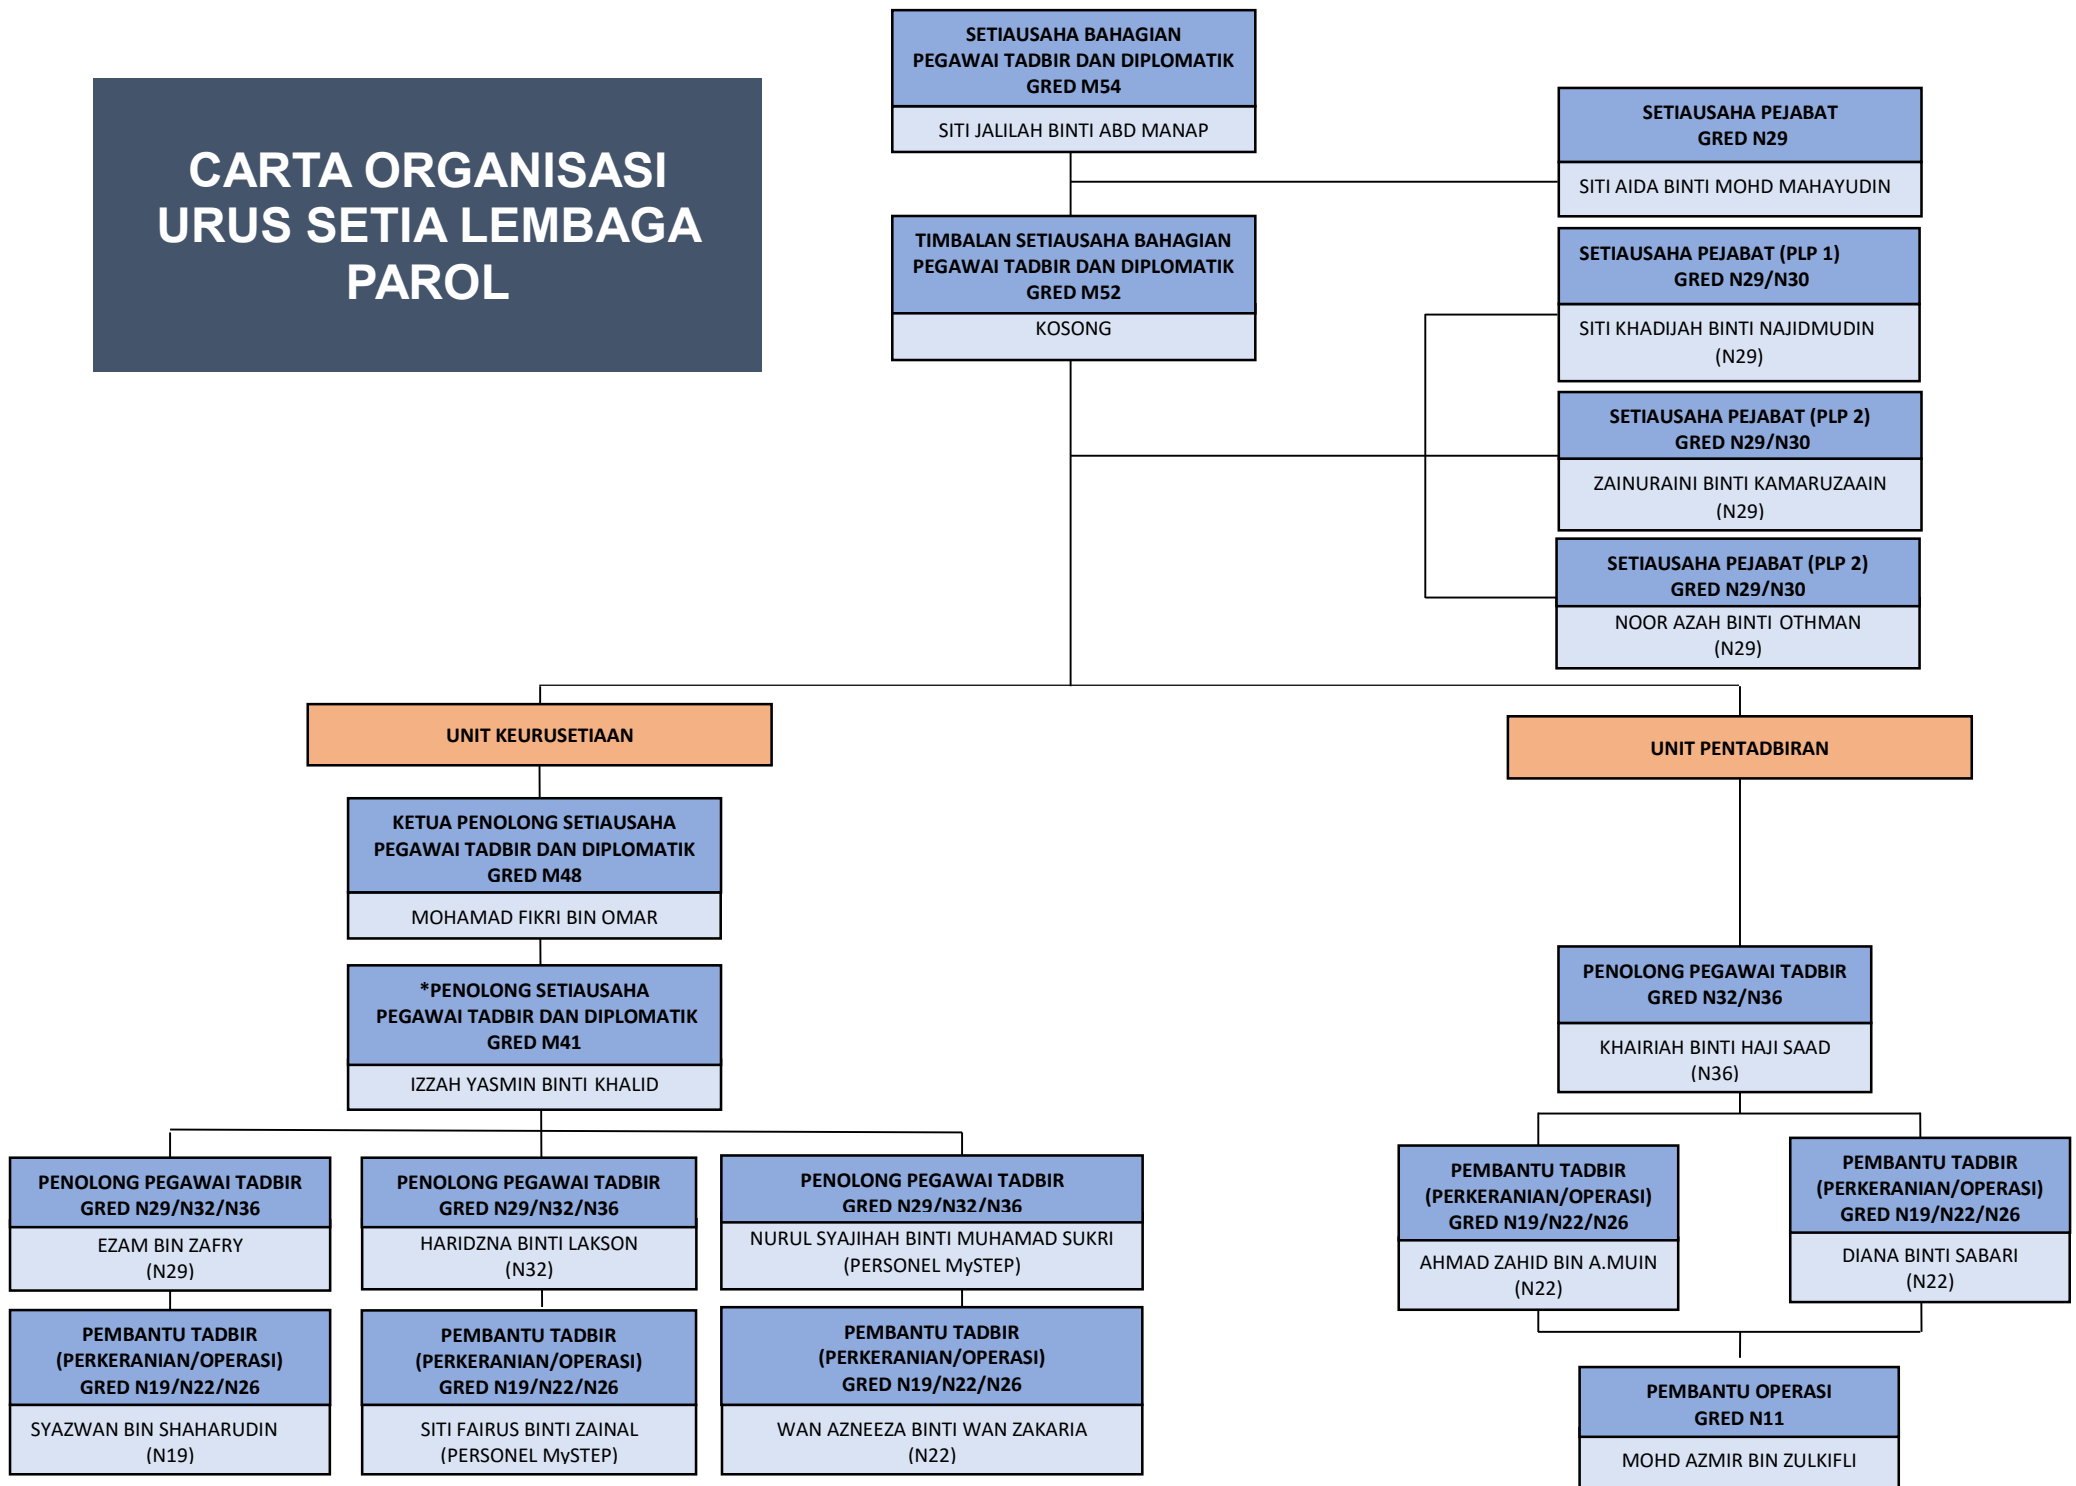 CARTA ORGANISASI
URUS SETIA LEMBAGA
PAROL
SETIAUSAHA BAHAGIAN
PEGAWAI TADBIR DAN DIPLOMATIK
GRED M54
SITI JALILAH BINTI ABD MANAP
SETIAUSAHA PEJABAT
GRED N29
SITI AIDA BINTI MOHD MAHAYUDIN
TIMBALAN SETIAUSAHA BAHAGIAN
PEGAWAI TADBIR DAN DIPLOMATIK
GRED M52
KOSONG
SETIAUSAHA PEJABAT (PLP 1)
GRED N29/N30
SITI KHADIJAH BINTI NAJIDMUDIN
(N29)
SETIAUSAHA PEJABAT (PLP 2)
GRED N29/N30
ZAINURAINI BINTI KAMARUZAAIN
(N29)
SETIAUSAHA PEJABAT (PLP 2)
GRED N29/N30
NOOR AZAH BINTI OTHMAN
(N29)
UNIT KEURUSETIAAN
KETUA PENOLONG SETIAUSAHA
PEGAWAI TADBIR DAN DIPLOMATIK
GRED M48
MOHAMAD FIKRI BIN OMAR
*PENOLONG SETIAUSAHA
PEGAWAI TADBIR DAN DIPLOMATIK
GRED M41
IZZAH YASMIN BINTI KHALID
PENOLONG PEGAWAI TADBIR
GRED N29/N32/N36
EZAM BIN ZAFRY
(N29)
PENOLONG PEGAWAI TADBIR
GRED N29/N32/N36
HARIDZNA BINTI LAKSON
(N32)
PENOLONG PEGAWAI TADBIR
GRED N29/N32/N36
NURUL SYAJIHAH BINTI MUHAMAD SUKRI
(PERSONEL MySTEP)
PEMBANTU TADBIR
(PERKERANIAN/OPERASI)
GRED N19/N22/N26
SYAZWAN BIN SHAHARUDIN
(N19)
PEMBANTU TADBIR
(PERKERANIAN/OPERASI)
GRED N19/N22/N26
SITI FAIRUS BINTI ZAINAL
(PERSONEL MySTEP)
PEMBANTU TADBIR
(PERKERANIAN/OPERASI)
GRED N19/N22/N26
WAN AZNEEZA BINTI WAN ZAKARIA
(N22)
UNIT PENTADBIRAN
PENOLONG PEGAWAI TADBIR
GRED N32/N36
KHAIRIAH BINTI HAJI SAAD
(N36)
PEMBANTU TADBIR
(PERKERANIAN/OPERASI)
GRED N19/N22/N26
AHMAD ZAHID BIN A.MUIN
(N22)
PEMBANTU TADBIR
(PERKERANIAN/OPERASI)
GRED N19/N22/N26
DIANA BINTI SABARI
(N22)
PEMBANTU OPERASI
GRED N11
MOHD AZMIR BIN ZULKIFLI